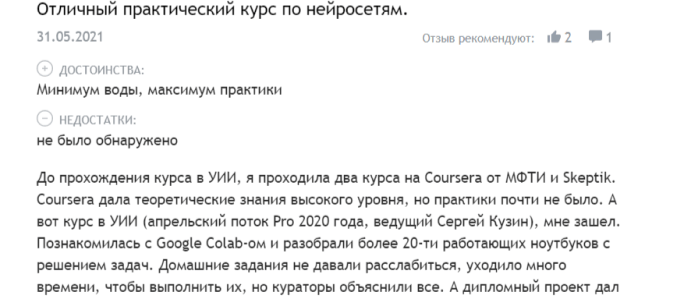 Отличный практический курс по нейросетям.
31.05.2021
Отзыв рекомендуют: 2 1
ДОСТОИНСТВА:
Минимум воды, максимум практики
НЕДОСТАТКИ:
не было обнаружено
До прохождения курса в УИИ, я проходила два курса на Coursera от МФТИ и Skeptik.
Coursera дала теоретические знания высокого уровня, но практики почти не было. А
вот курс в УИИ (апрельский поток Pro 2020 года, ведущий Сергей Кузин), мне зашел.
Познакомилась с Google Colab-ом и разобрали более 20-ти работающих ноутбуков с
решением задач. Домашние задания не давали расслабиться, уходило много
времени, чтобы выполнить их, но кураторы объяснили все. А дипломный проект дал